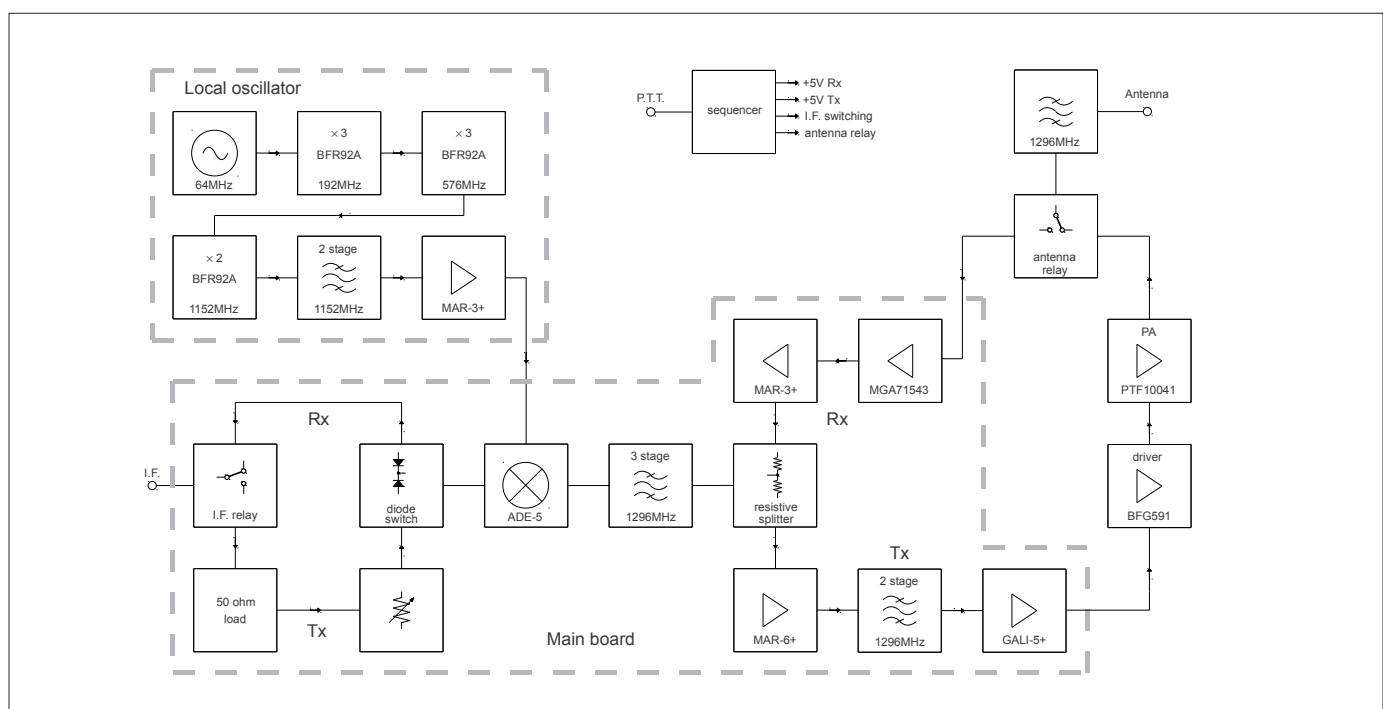 Local oscillator
64MHz
× 3
BFR92A
192MHz
× 3
BFR92A
576MHz
× 2
BFR92A
1152MHz
2 stage
1152MHz
MAR-3+
P.T.T.
sequencer
+5V Rx
+5V Tx
I.F. switching
antenna relay
1296MHz
Antenna
antenna
relay
PA
PTF10041
driver
BFG591
MAR-3+
MGA71543
Rx
Rx
I.F.
I.F. relay
diode
switch
ADE-5
3 stage
1296MHz
resistive
splitter
50 ohm
load
Tx
Main board
MAR-6+
Tx
2 stage
1296MHz
GALI-5+